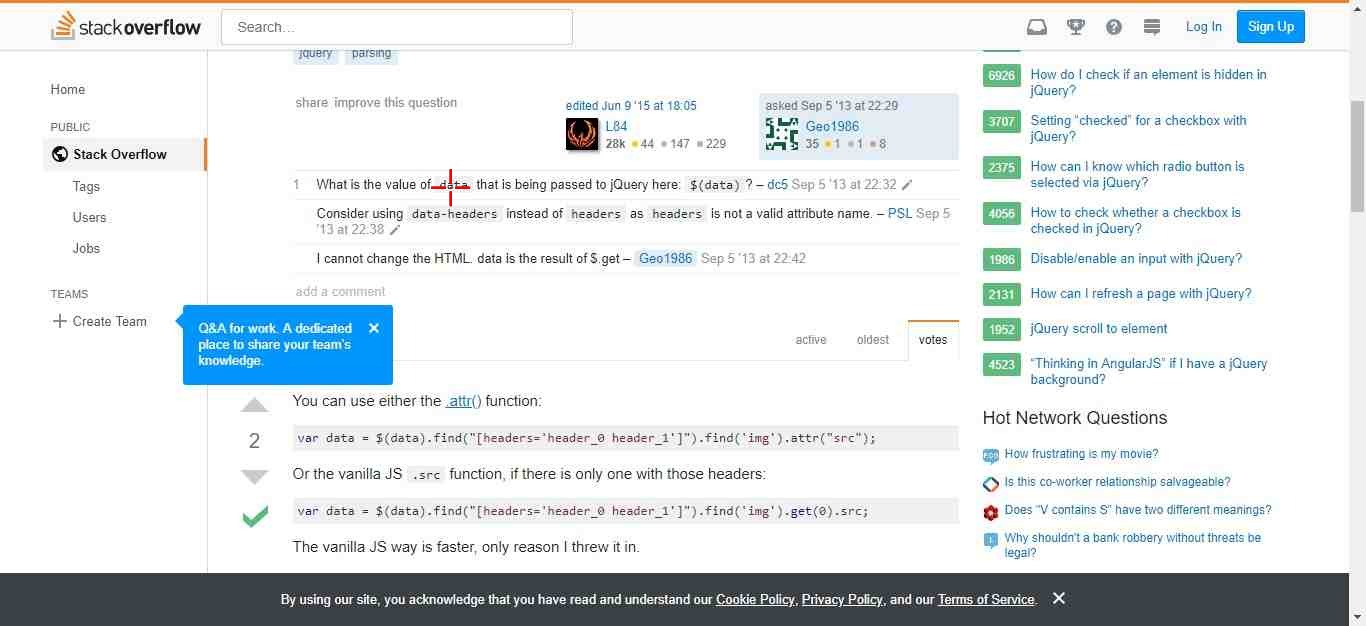 stackoverflow
Search…
Log In
Sign Up
Home
PUBLIC
Stack Overflow
Tags
Users
Jobs
TEAMS
Create Team
Q&A for work. A dedicated
place to share your team's
knowledge.
jquery parsing
share improve this question
edited Jun 9 '15 at 18:05
L84
28k 44 147 229
asked Sep 5 '13 at 22:29
Geo1986
35 1 1 8
1 What is the value of data that is being passed to jQuery here: $(data) ? – dc5 Sep 5 '13 at 22:32
Consider using data-headers instead of headers as headers is not a valid attribute name. – PSL Sep 5
'13 at 22:38
I cannot change the HTML. data is the result of $.get – Geo1986 Sep 5 '13 at 22:42
add a comment
active oldest votes
You can use either the .attr() function:
2
var data = $(data).find("[headers='header_0 header_1']").find('img').attr("src");
Or the vanilla JS .src function, if there is only one with those headers:
var data = $(data).find("[headers='header_0 header_1']").find('img').get(0).src;
The vanilla JS way is faster, only reason I threw it in.
6926 How do I check if an element is hidden in
jQuery?
3707 Setting “checked” for a checkbox with
jQuery?
2375 How can I know which radio button is
selected via jQuery?
4056 How to check whether a checkbox is
checked in jQuery?
1986 Disable/enable an input with jQuery?
2131 How can I refresh a page with jQuery?
1952 jQuery scroll to element
4523 “Thinking in AngularJS” if I have a jQuery
background?
Hot Network Questions
How frustrating is my movie?
Is this co-worker relationship salvageable?
Does "V contains S" have two different meanings?
Why shouldn't a bank robbery without threats be
legal?
By using our site, you acknowledge that you have read and understand our Cookie Policy, Privacy Policy, and our Terms of Service.